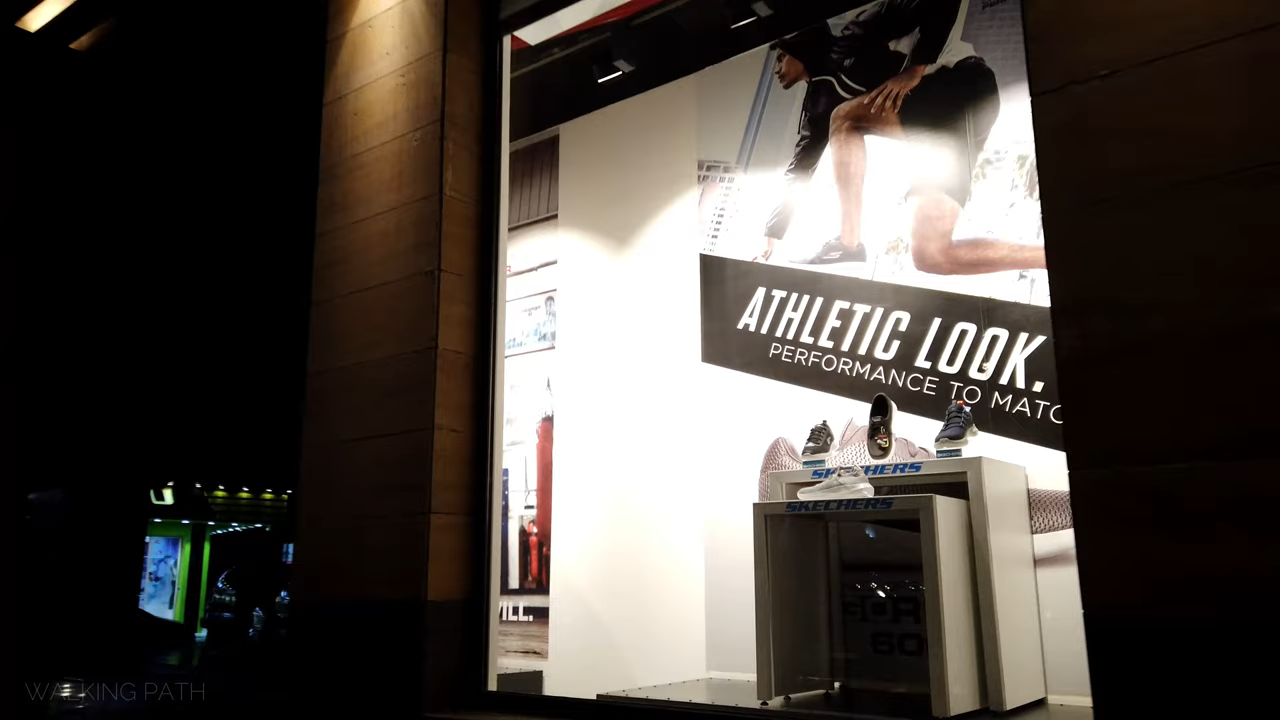 ATHLETIC LOOK.
PERFORMANCE TO MATC
SKECHERS
SKECHERS
WALKING PATH